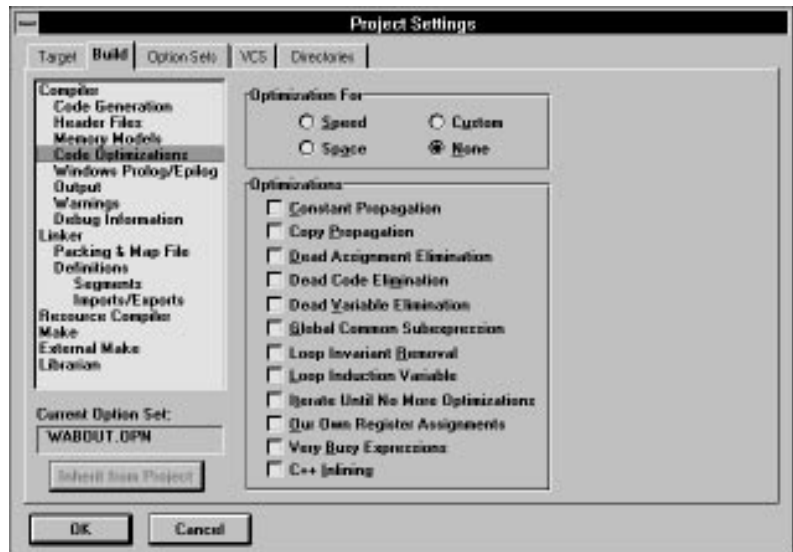 Project Settings
Target Build Option Sets VCS Directories
Compiler
Code Generation
Header Files
Memory Models
Code Optimizations
Windows Prolog/Epilog
Output
Warnings
Debug Information
Linker
Packing & Map File
Definitions
Segments
Imports/Exports
Resource Compiler
Make
External Make
Librarian
Current Option Set:
WABOUT.OPN
Inherit from Project
Optimization For
Speed Custom
Space None
Optimizations
Constant Propagation
Copy Propagation
Dead Assignment Elimination
Dead Code Elimination
Dead Variable Elimination
Global Common Subexpression
Loop Invariant Removal
Loop Induction Variable
Iterate Until No More Optimizations
Our Own Register Assignments
Very Busy Expressions
C++ Inlining
OK Cancel